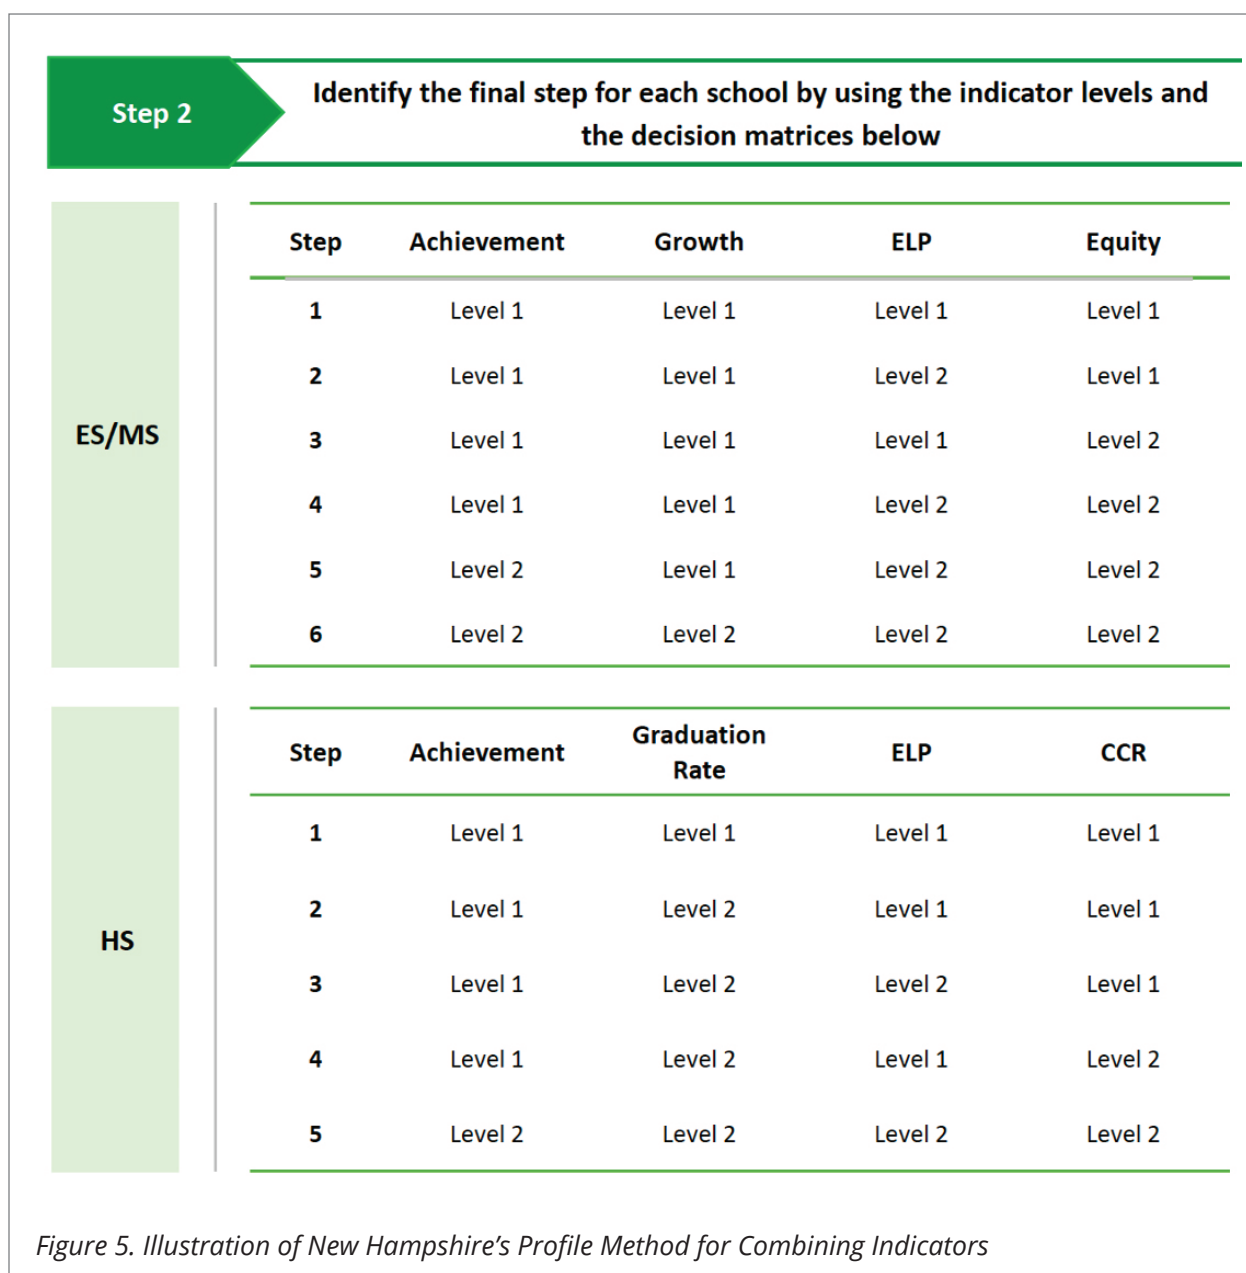 Step 2
Identify the final step for each school by using the indicator levels and
the decision matrices below
ES/MS
Step Achievement Growth ELP Equity
1 Level 1 Level 1 Level 1 Level 1
2 Level 1 Level 1 Level 2 Level 1
3 Level 1 Level 1 Level 1 Level 2
4 Level 1 Level 1 Level 2 Level 2
5 Level 2 Level 1 Level 2 Level 2
6 Level 2 Level 2 Level 2 Level 2
HS
Step Achievement Graduation Rate ELP CCR
1 Level 1 Level 1 Level 1 Level 1
2 Level 1 Level 2 Level 1 Level 1
3 Level 1 Level 2 Level 2 Level 1
4 Level 1 Level 2 Level 1 Level 2
5 Level 2 Level 2 Level 2 Level 2
Figure 5. Illustration of New Hampshire’s Profile Method for Combining Indicators